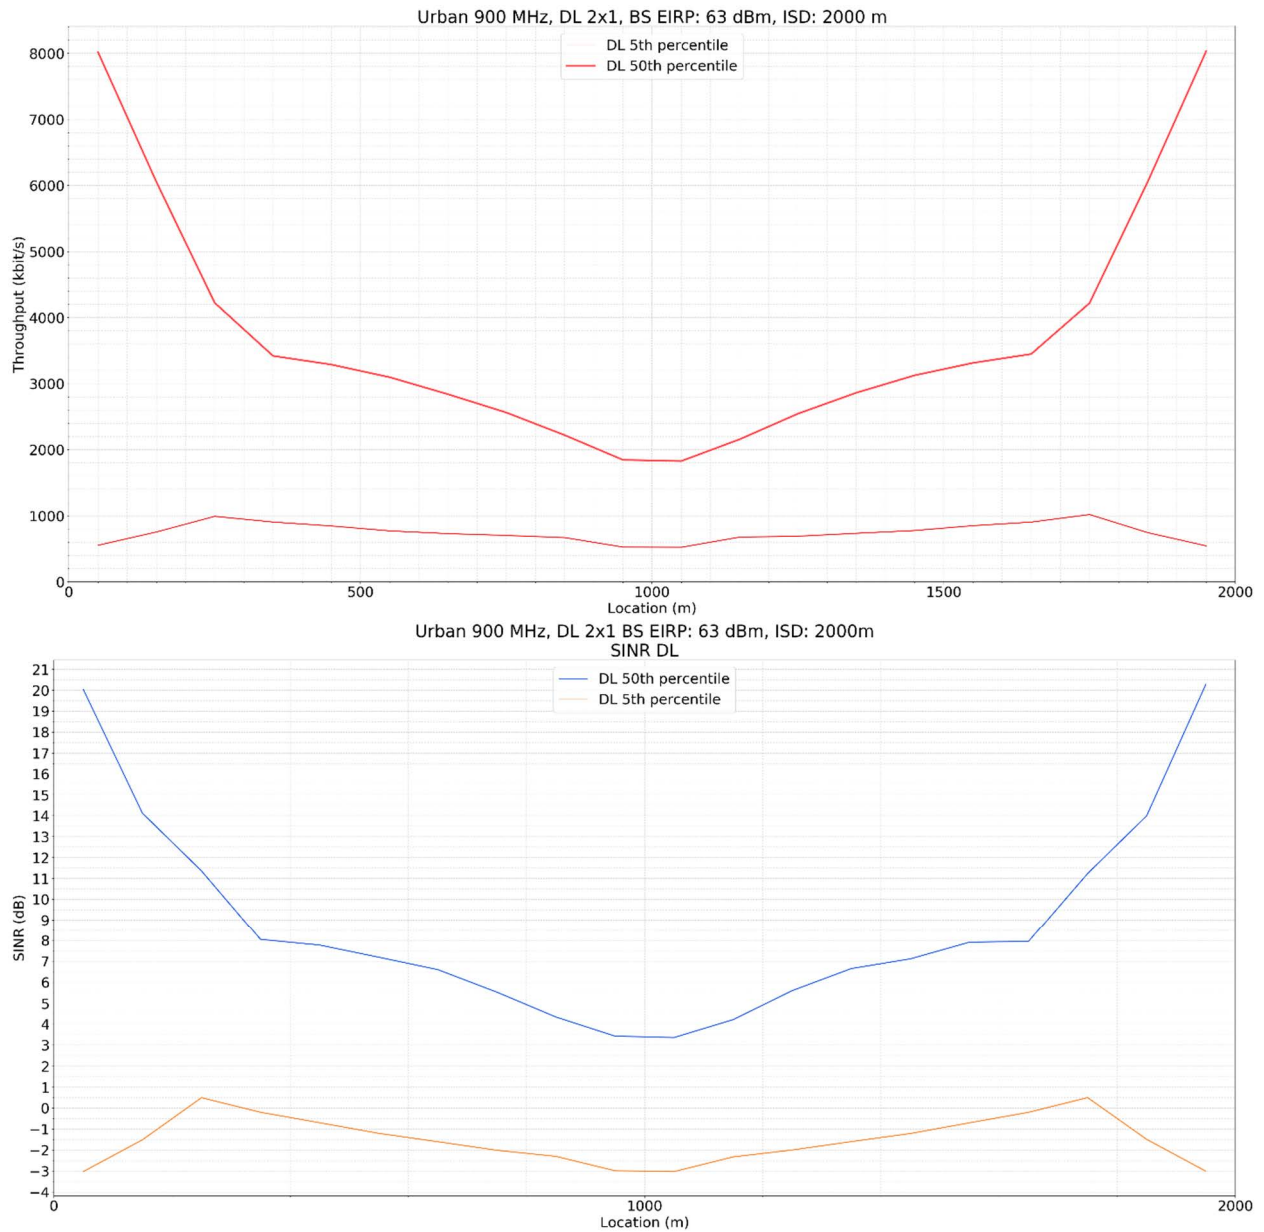 Urban 900 MHz, DL 2x1, BS EIRP: 63 dBm, ISD: 2000 m
DL 5th percentile
DL 50th percentile
8000
7000
6000
5000
4000
3000
2000
1000
0
Throughput (kbit/s)
0 500 1000 1500 2000
Location (m)
Urban 900 MHz, DL 2x1 BS EIRP: 63 dBm, ISD: 2000m
SINR DL
DL 50th percentile
DL 5th percentile
21
20
19
18
17
16
15
14
13
12
11
10
9
8
7
6
5
4
3
2
1
0
−1
−2
−3
−4
SINR (dB)
0 1000 2000
Location (m)